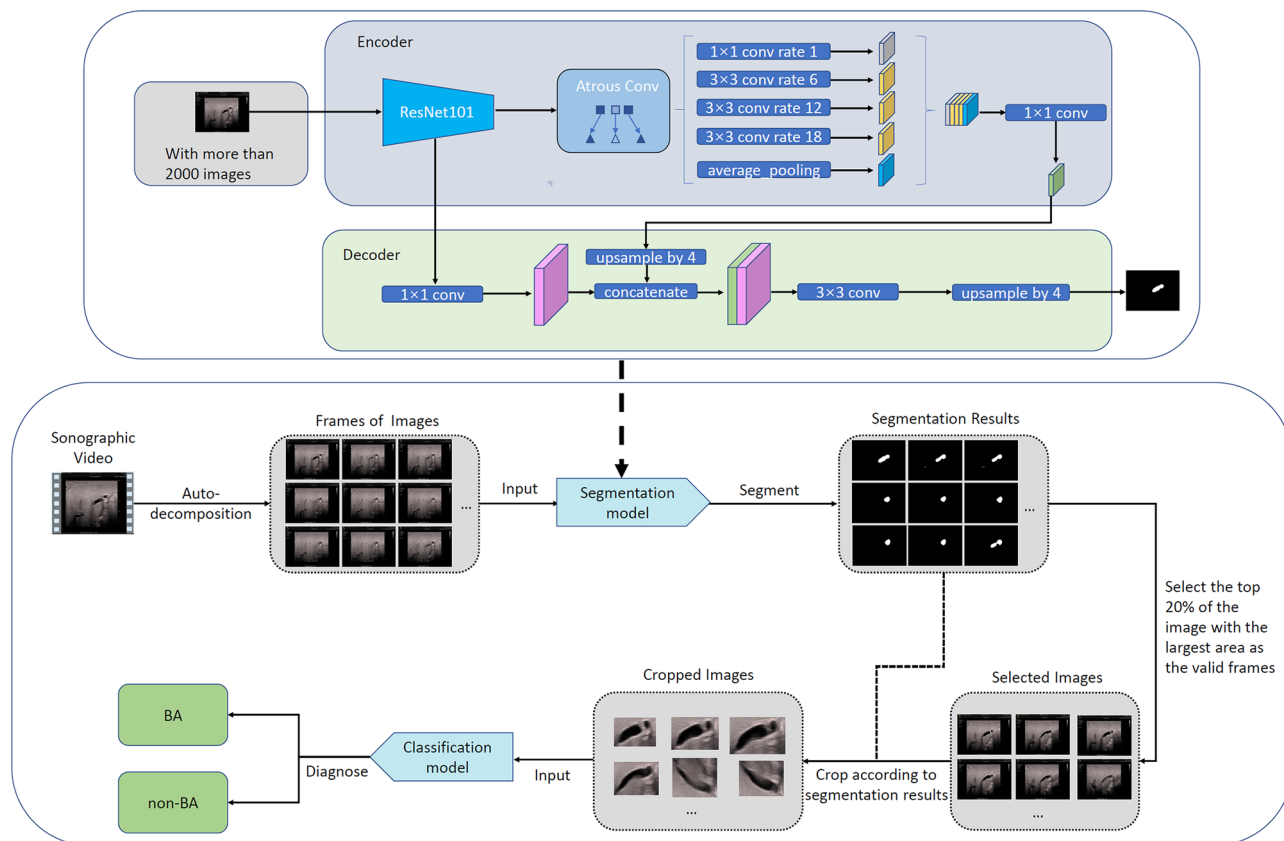 Encoder
1×1 conv rate 1
3×3 conv rate 6
3×3 conv rate 12
3×3 conv rate 18
average_pooling
Atrous Conv
ResNet101
1×1 conv
With more than
2000 images
Decoder
upsample by 4
1×1 conv
concatenate
3×3 conv
upsample by 4
Sonographic
Video
Auto-
decomposition
Frames of Images
...
Input
Segmentation
model
Segment
Segmentation Results
...
Select the top
20% of the
image with the
largest area as
the valid frames
Selected Images
...
Crop according to
segmentation results
Cropped Images
...
Input
Classification
model
Diagnose
BA
non-BA